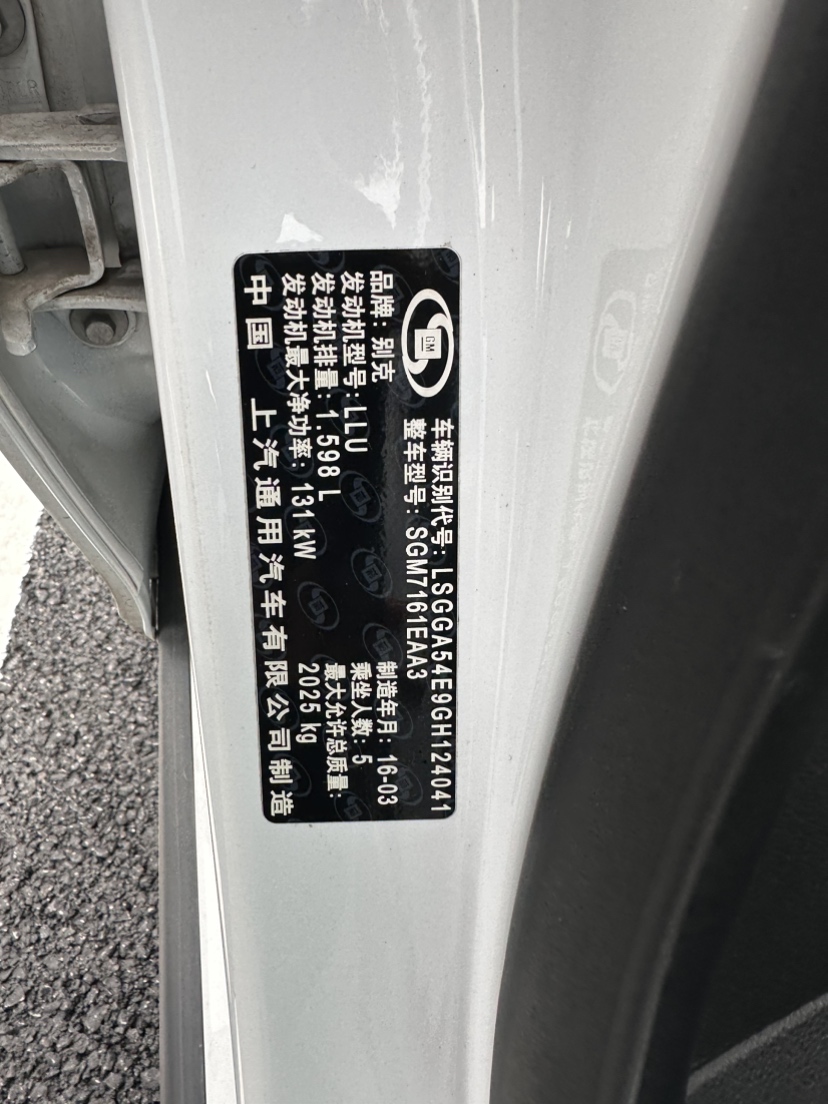 GM
车辆识别代号: LSGGA54E9GH124041
整车型号: SGM7161EAA3
品牌: 别克 制造年月: 16-03
发动机型号: LLU 乘坐人数: 5
发动机排量: 1.598 L 最大允许总质量:
发动机最大净功率: 131 kW 2025 kg
中国 上汽通用汽车有限公司制造